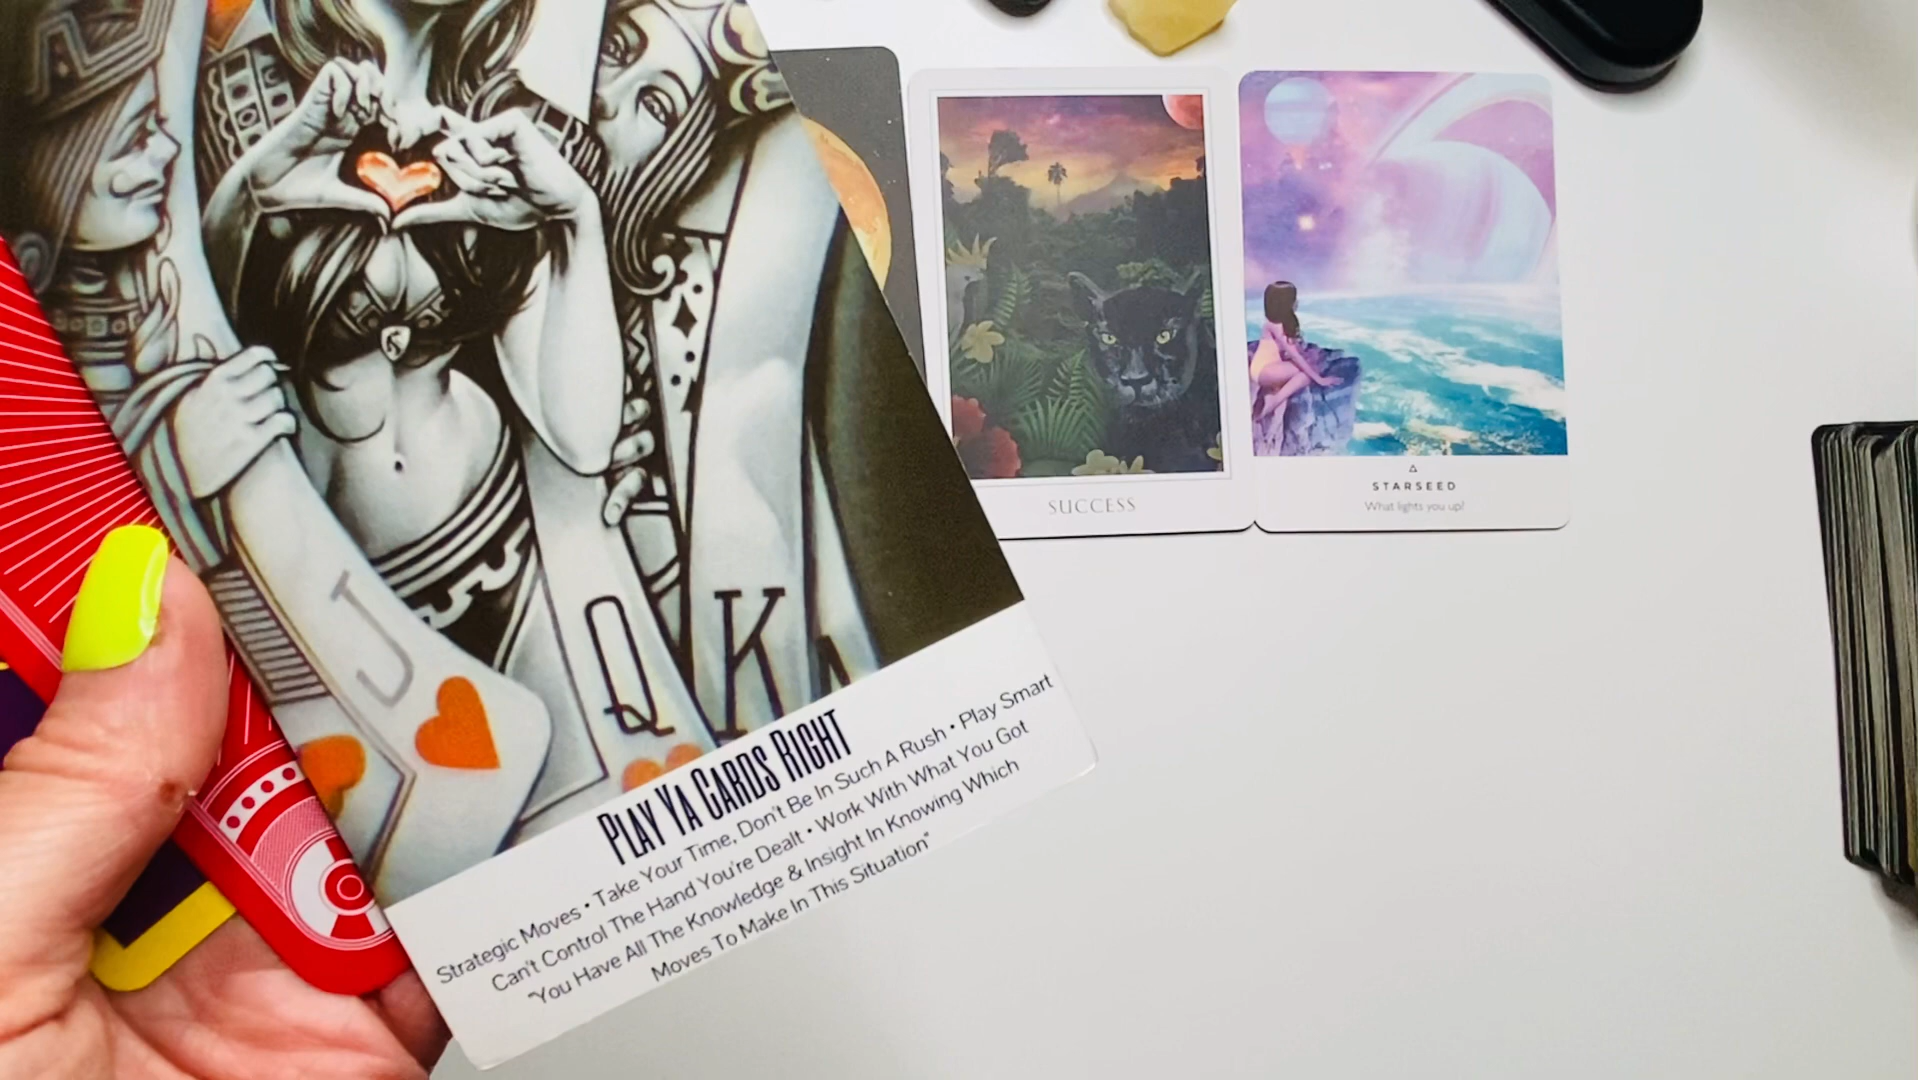 SUCCESS
STARSEED
What lights you up?
J
Q
K
PLAY YA CARDS RIGHT
Strategic Moves • Take Your Time, Don't Be In Such A Rush • Play Smart
Can't Control The Hand You're Dealt • Work With What You Got
"You Have All The Knowledge & Insight In Knowing Which
Moves To Make In This Situation"